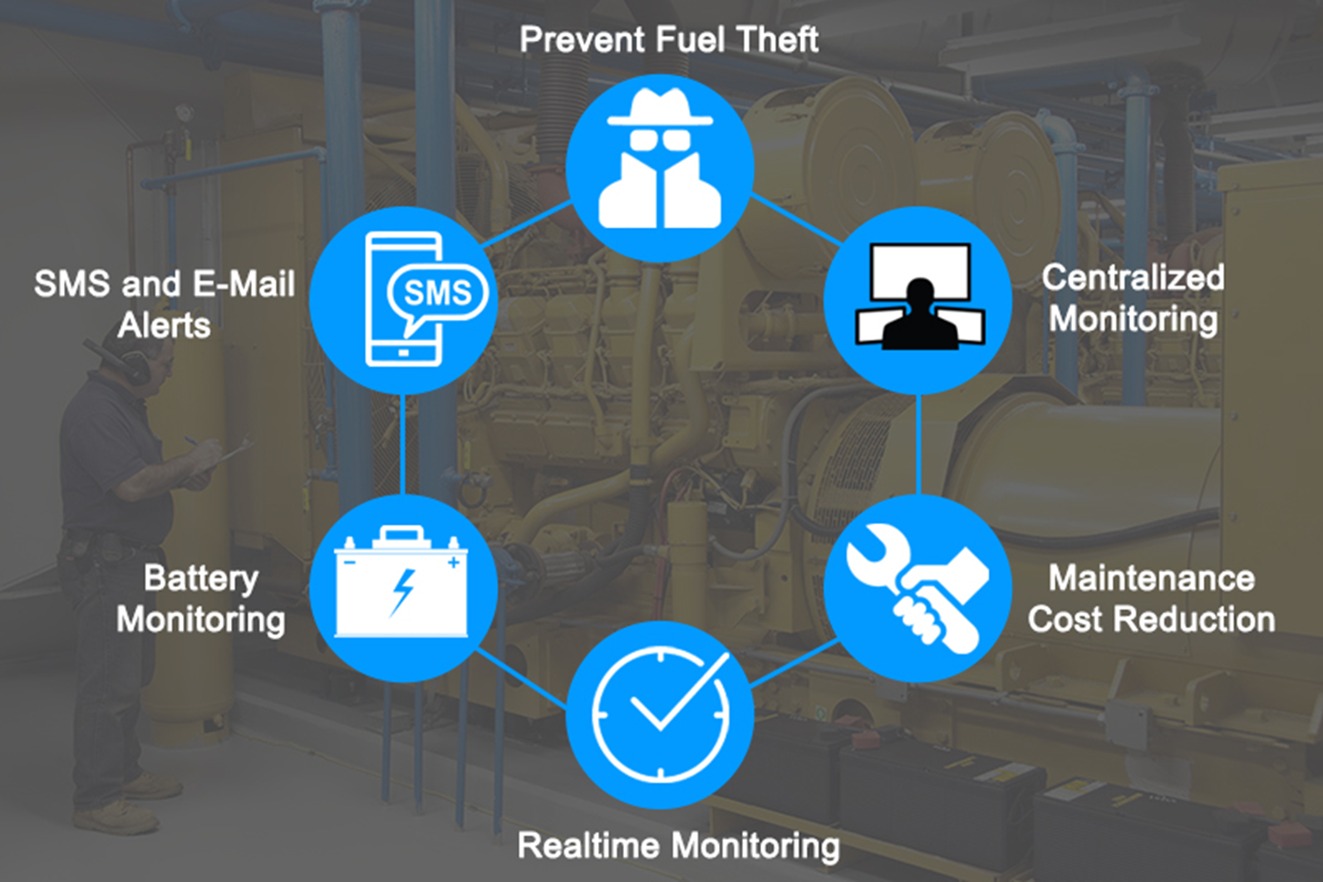 Prevent Fuel Theft
SMS and E-Mail
Alerts
SMS
Centralized
Monitoring
Battery
Monitoring
Maintenance
Cost Reduction
Realtime Monitoring